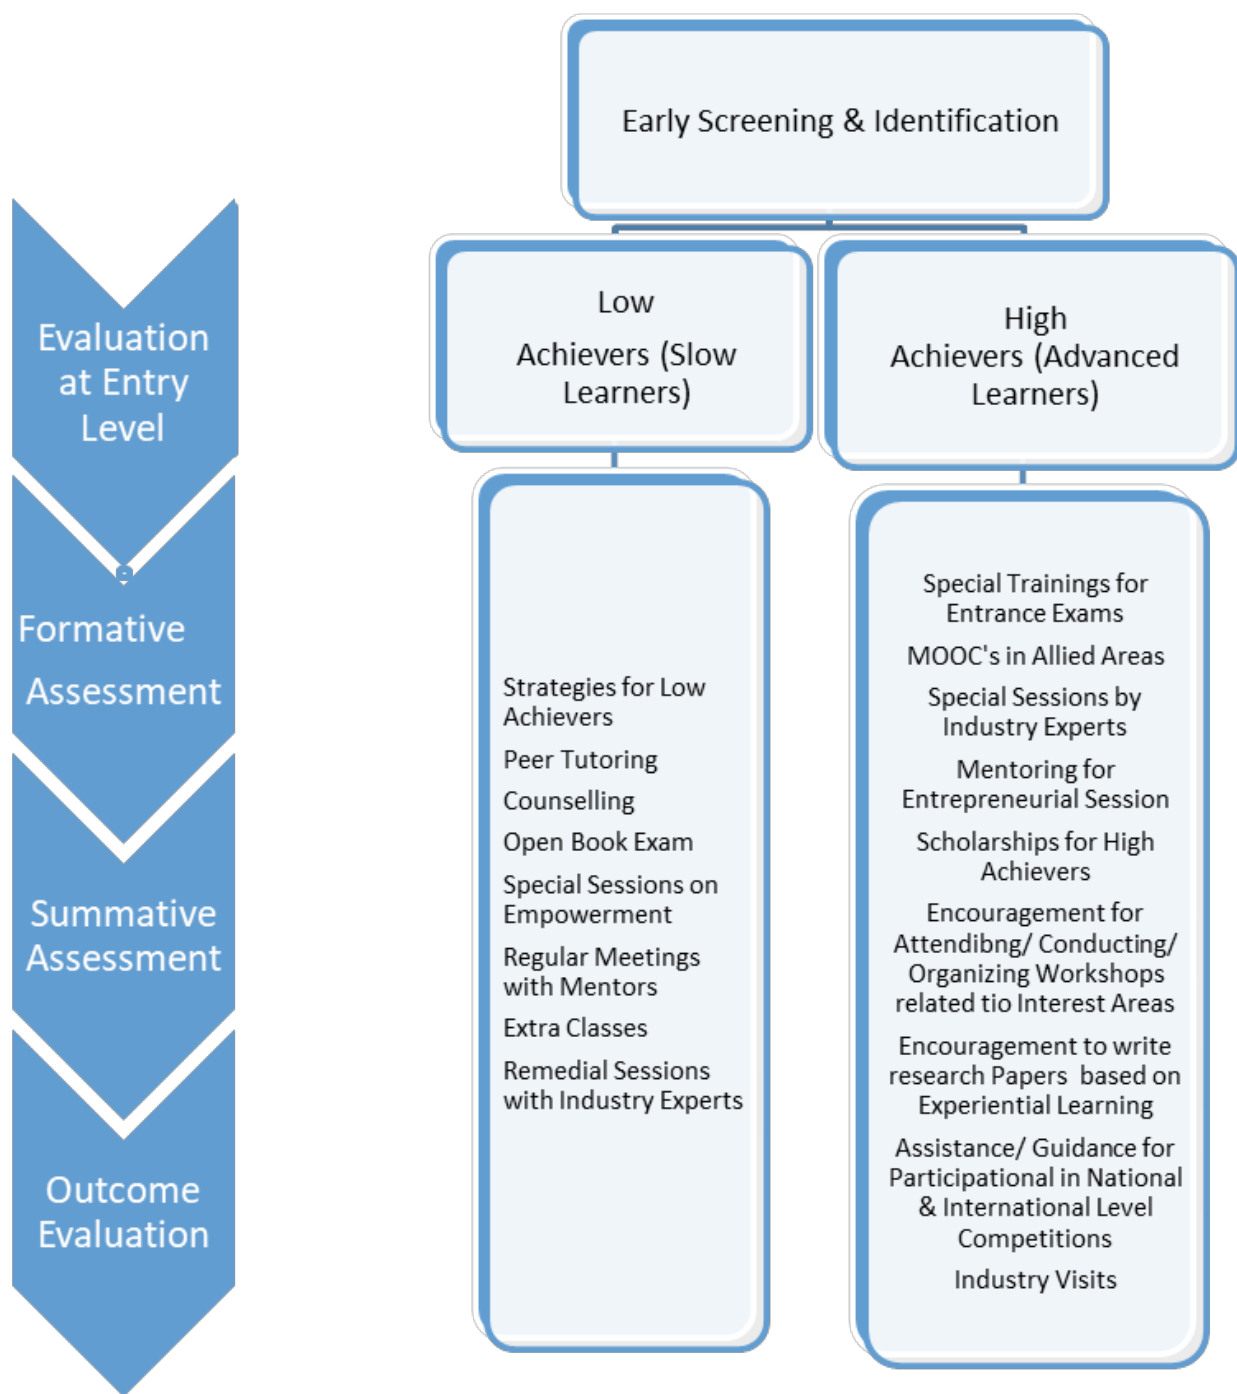 Early Screening & Identification
Low
Achievers (Slow
Learners)
High
Achievers (Advanced
Learners)
Evaluation
at Entry
Level
Formative
Assessment
Summative
Assessment
Outcome
Evaluation
Strategies for Low
Achievers
Peer Tutoring
Counselling
Open Book Exam
Special Sessions on
Empowerment
Regular Meetings
with Mentors
Extra Classes
Remedial Sessions
with Industry Experts
Special Trainings for
Entrance Exams
MOOC's in Allied Areas
Special Sessions by
Industry Experts
Mentoring for
Entrepreneurial Session
Scholarships for High
Achievers
Encouragement for
Attendibng/ Conducting/
Organizing Workshops
related tio Interest Areas
Encouragement to write
research Papers based on
Experiential Learning
Assistance/ Guidance for
Participational in National
& International Level
Competitions
Industry Visits